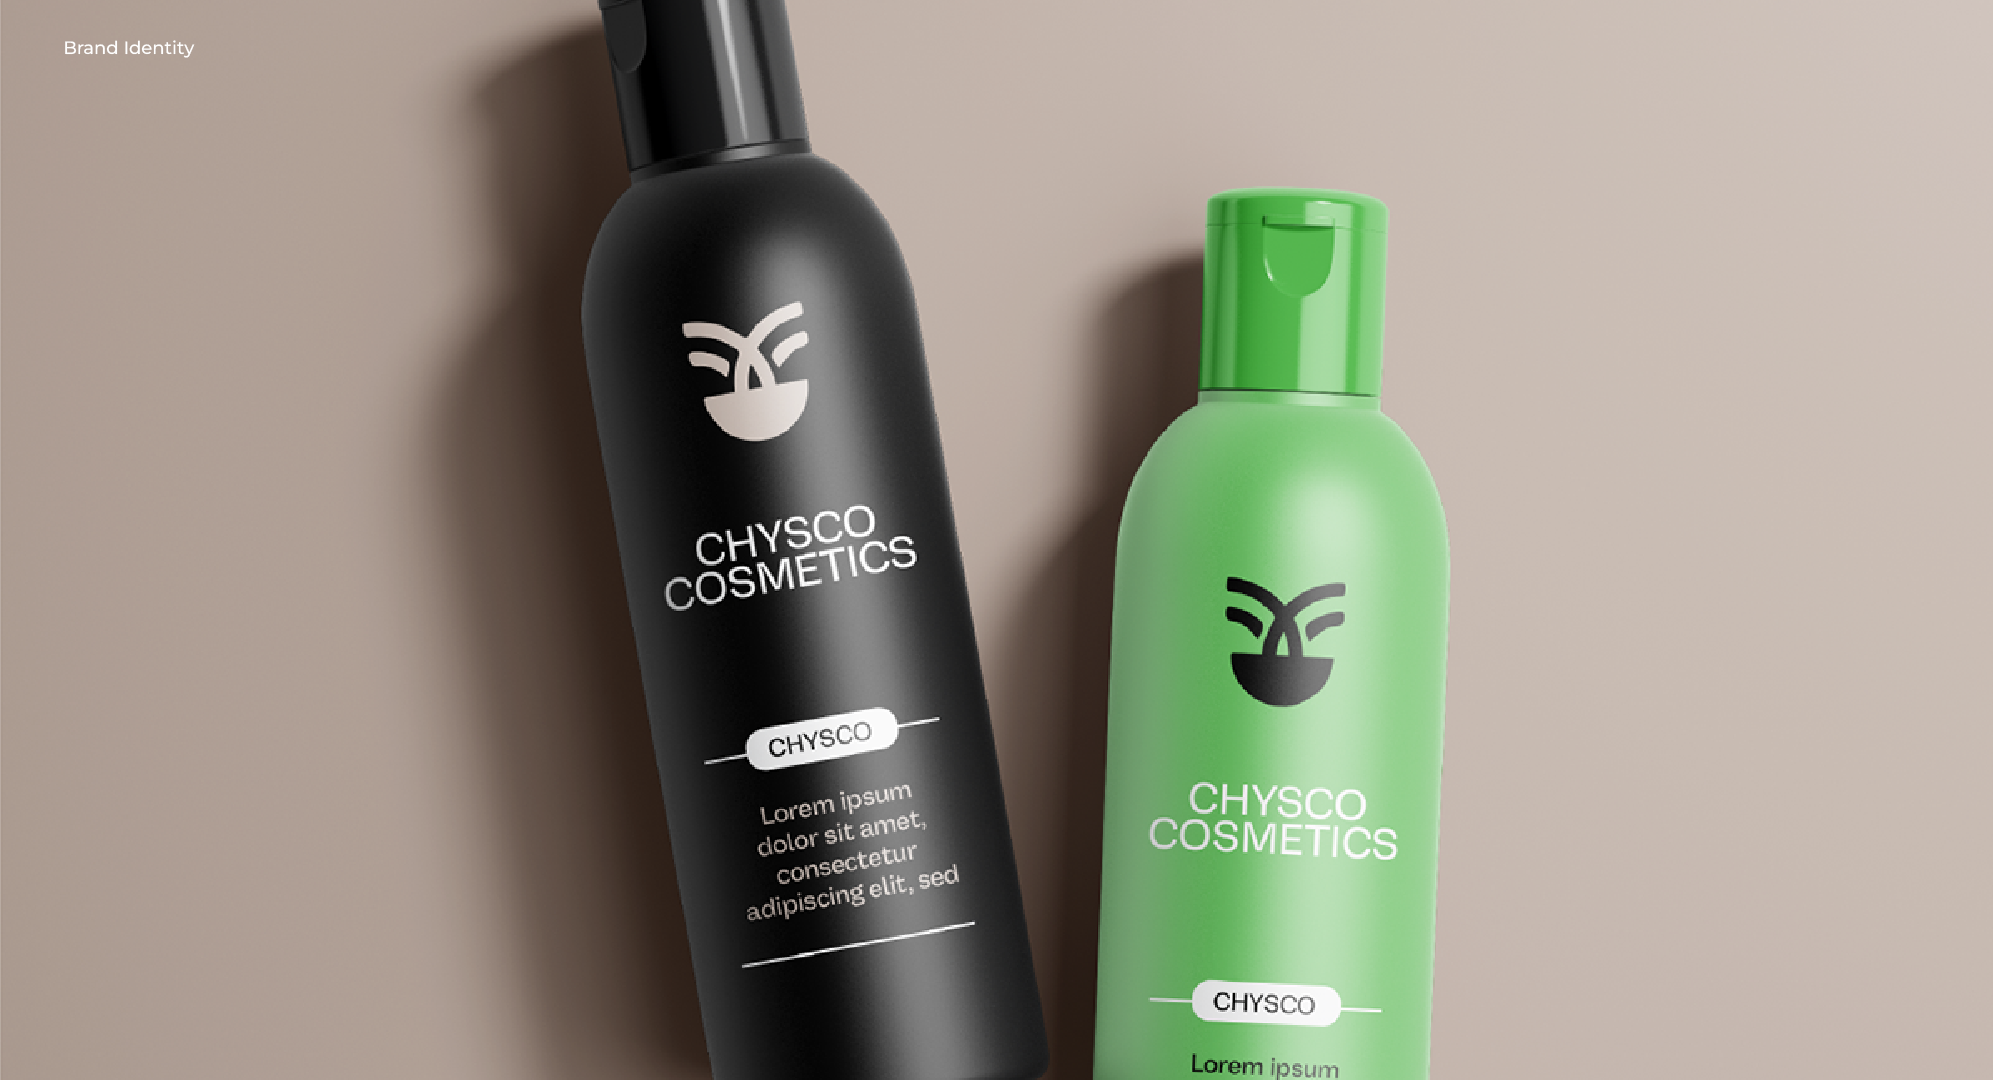 Brand Identity
CHYSCO
COSMETICS
CHYSCO
Lorem ipsum
dolor sit amet,
consectetur
adipiscing elit, sed
CHYSCO
COSMETICS
CHYSCO
Lorem ipsum